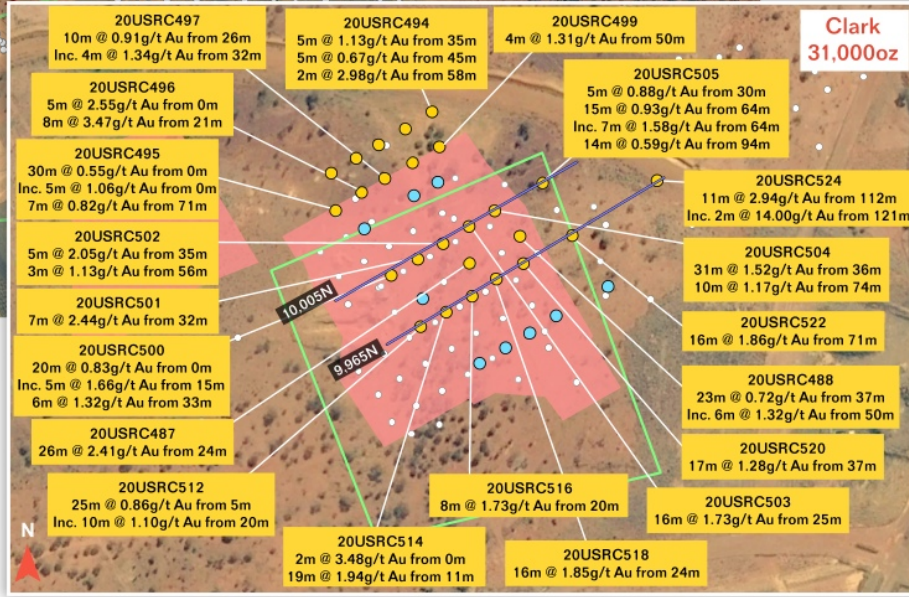 20USRC497
10m @ 0.91g/t Au from 26m
Inc. 4m @ 1.34g/t Au from 32m
20USRC494
5m @ 1.13g/t Au from 35m
5m @ 0.67g/t Au from 45m
2m @ 2.98g/t Au from 58m
20USRC499
4m @ 1.31g/t Au from 50m
Clark
31,000oz
20USRC496
5m @ 2.55g/t Au from 0m
8m @ 3.47g/t Au from 21m
20USRC505
5m @ 0.88g/t Au from 30m
15m @ 0.93g/t Au from 64m
Inc. 7m @ 1.58g/t Au from 64m
14m @ 0.59g/t Au from 94m
20USRC495
30m @ 0.55g/t Au from 0m
Inc. 5m @ 1.06g/t Au from 0m
7m @ 0.82g/t Au from 71m
20USRC524
11m @ 2.94g/t Au from 112m
Inc. 2m @ 14.00g/t Au from 121m
20USRC502
5m @ 2.05g/t Au from 35m
3m @ 1.13g/t Au from 56m
20USRC504
31m @ 1.52g/t Au from 36m
10m @ 1.17g/t Au from 74m
20USRC501
7m @ 2.44g/t Au from 32m
10,005N
20USRC522
16m @ 1.86g/t Au from 71m
20USRC500
20m @ 0.83g/t Au from 0m
Inc. 5m @ 1.66g/t Au from 15m
6m @ 1.32g/t Au from 33m
9,965N
20USRC488
23m @ 0.72g/t Au from 37m
Inc. 6m @ 1.32g/t Au from 50m
20USRC487
26m @ 2.41g/t Au from 24m
20USRC520
17m @ 1.28g/t Au from 37m
20USRC512
25m @ 0.86g/t Au from 5m
Inc. 10m @ 1.10g/t Au from 20m
20USRC516
8m @ 1.73g/t Au from 20m
20USRC503
16m @ 1.73g/t Au from 25m
N
20USRC514
2m @ 3.48g/t Au from 0m
19m @ 1.94g/t Au from 11m
20USRC518
16m @ 1.85g/t Au from 24m